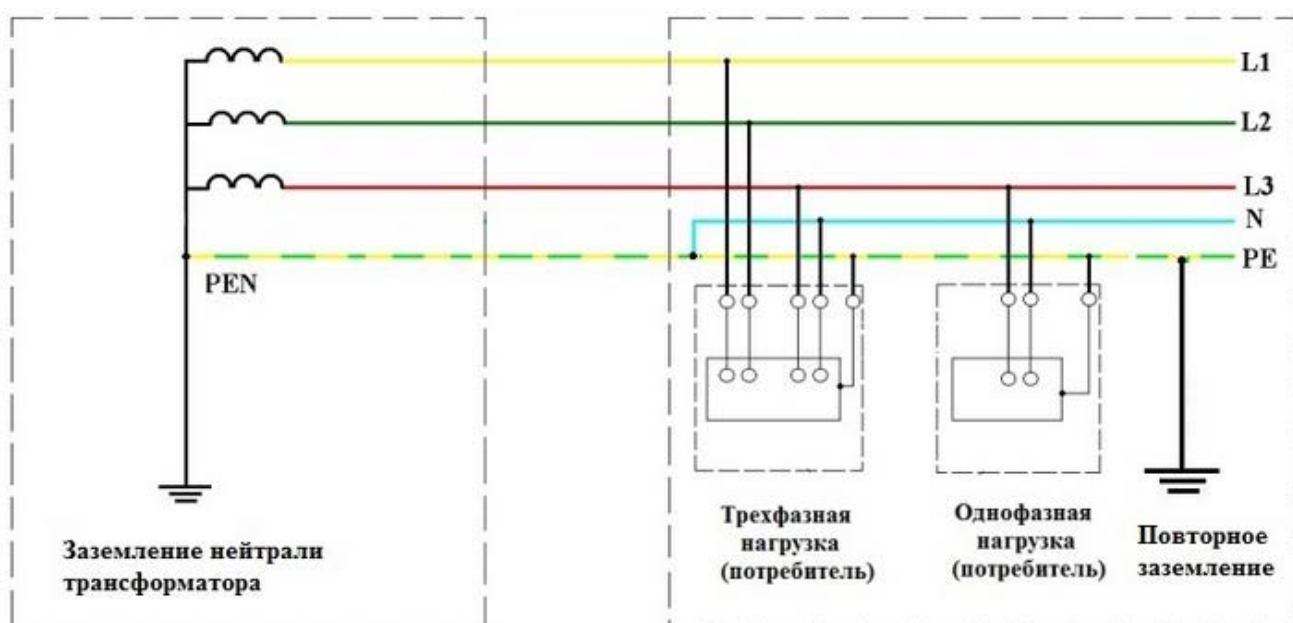 L1
L2
L3
N
PE
PEN
Заземление нейтрали
трансформатора
Трехфазная
нагрузка
(потребитель)
Однофазная
нагрузка
(потребитель)
Повторное
заземление